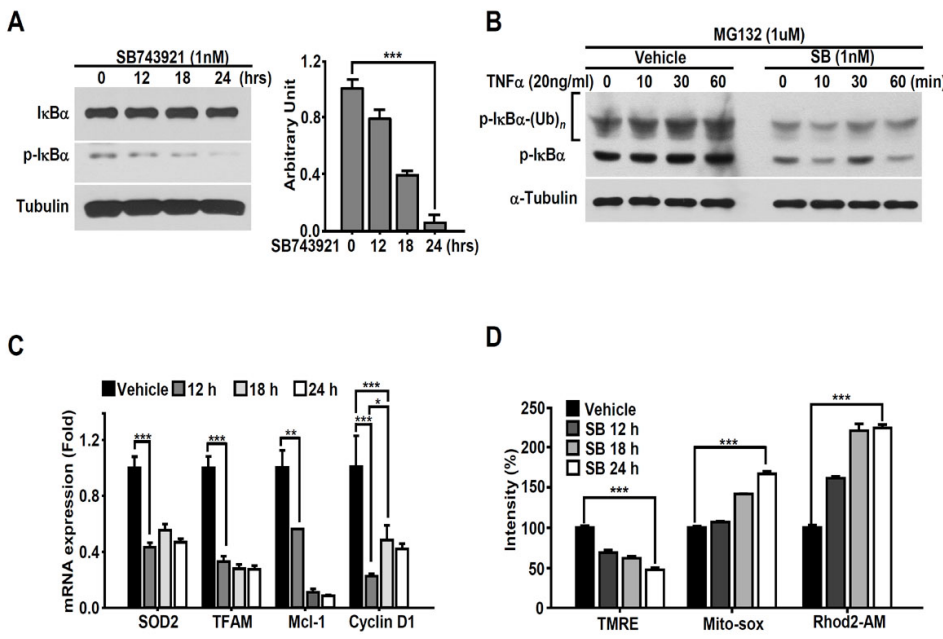 A
SB743921 (1nM)
0 12 18 24 (hrs)
IκBα
p-IκBα
Tubulin
***
Arbitrary Unit
1.2
0.8
0.4
0.0
SB743921 0 12 18 24 (hrs)
B
MG132 (1uM)
Vehicle SB (1nM)
TNFα (20ng/ml) 0 10 30 60 0 10 30 60 (min)
p-IκBα-(Ub)n
p-IκBα
α-Tubulin
C
Vehicle 12 h 18 h 24 h
mRNA expression (Fold)
1.2
0.8
0.4
0.0
*** *** ** *** * ***
SOD2 TFAM Mcl-1 Cyclin D1
D
Vehicle
SB 12 h
SB 18 h
SB 24 h
Intensity (%)
250
200
150
100
50
0
*** *** ***
TMRE Mito-sox Rhod2-AM